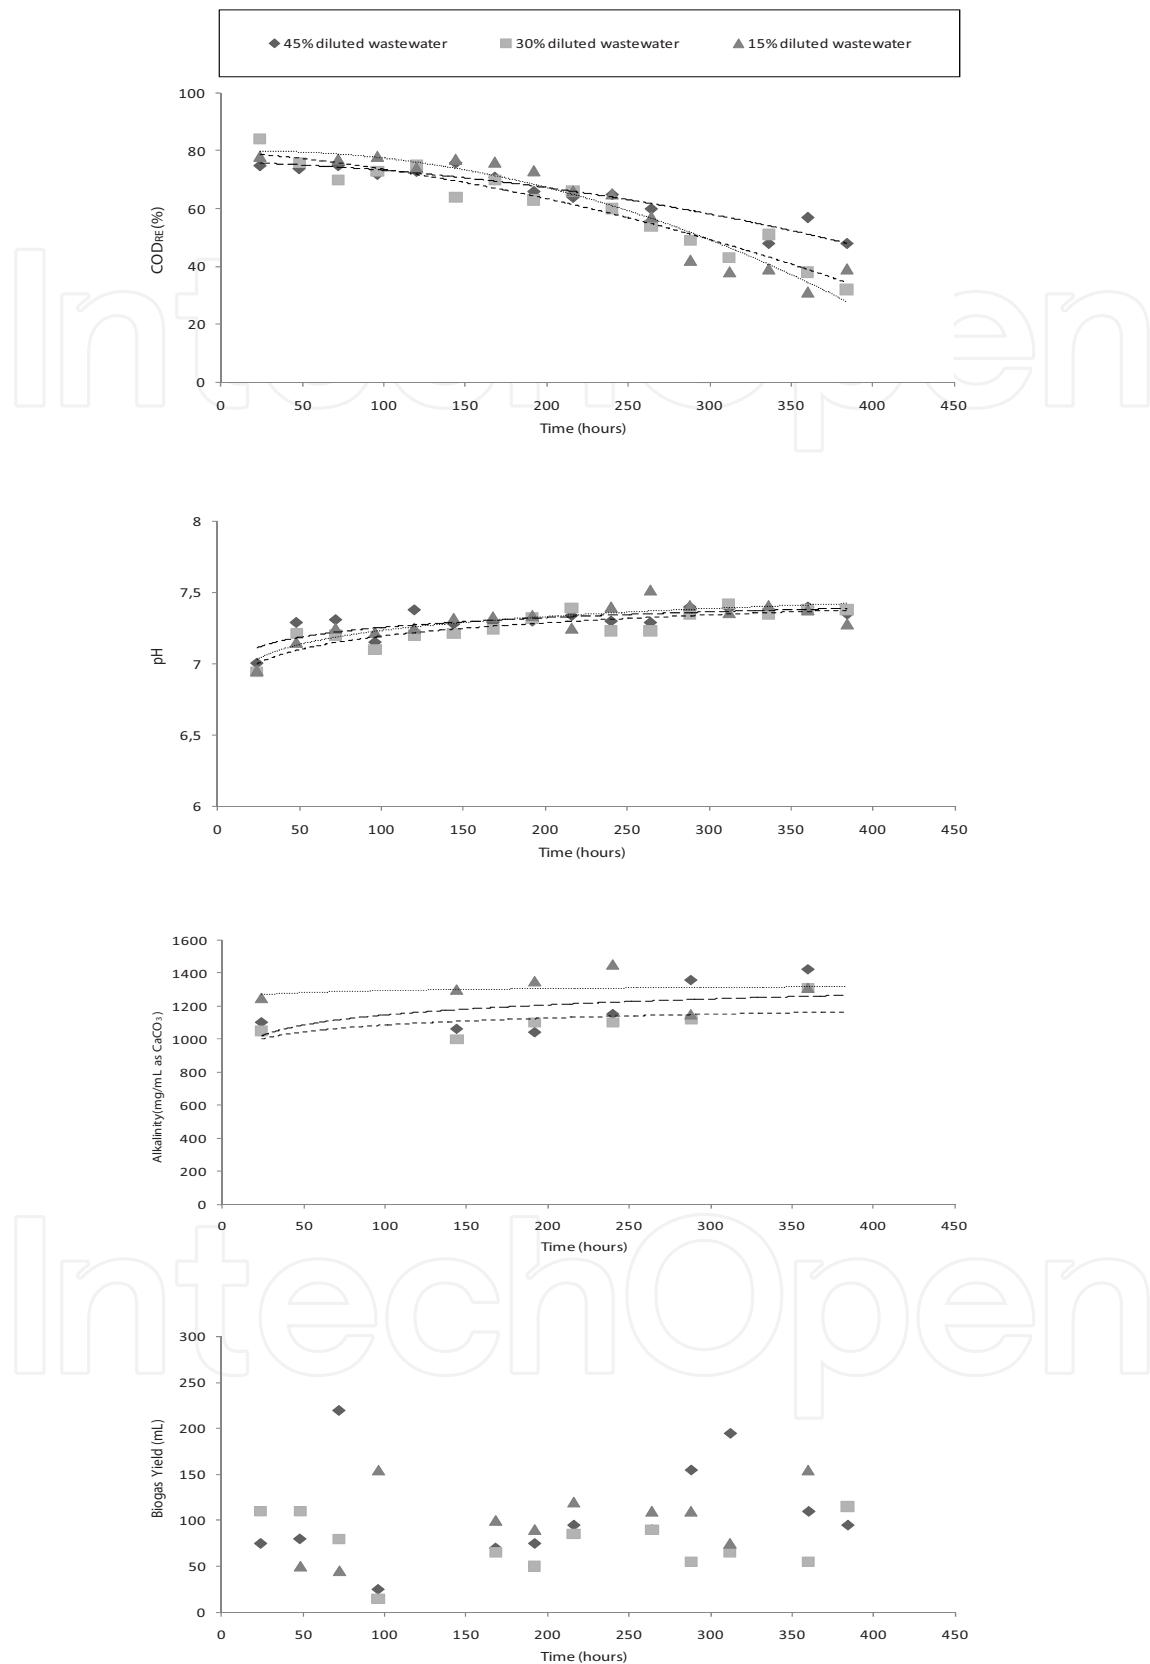 45% diluted wastewater 30% diluted wastewater 15% diluted wastewater
100
80
60
40
20
0
COD_RE (%)
0 50 100 150 200 250 300 350 400 450
Time (hours)
8
7,5
7
6,5
6
pH
0 50 100 150 200 250 300 350 400 450
Time (hours)
1600
1400
1200
1000
800
600
400
200
0
Alkalinity(mg/mL as CaCO₃)
0 50 100 150 200 250 300 350 400 450
Time (hours)
300
250
200
150
100
50
0
Biogas Yield (mL)
0 50 100 150 200 250 300 350 400 450
Time (hours)
IntechOpen
IntechOpen